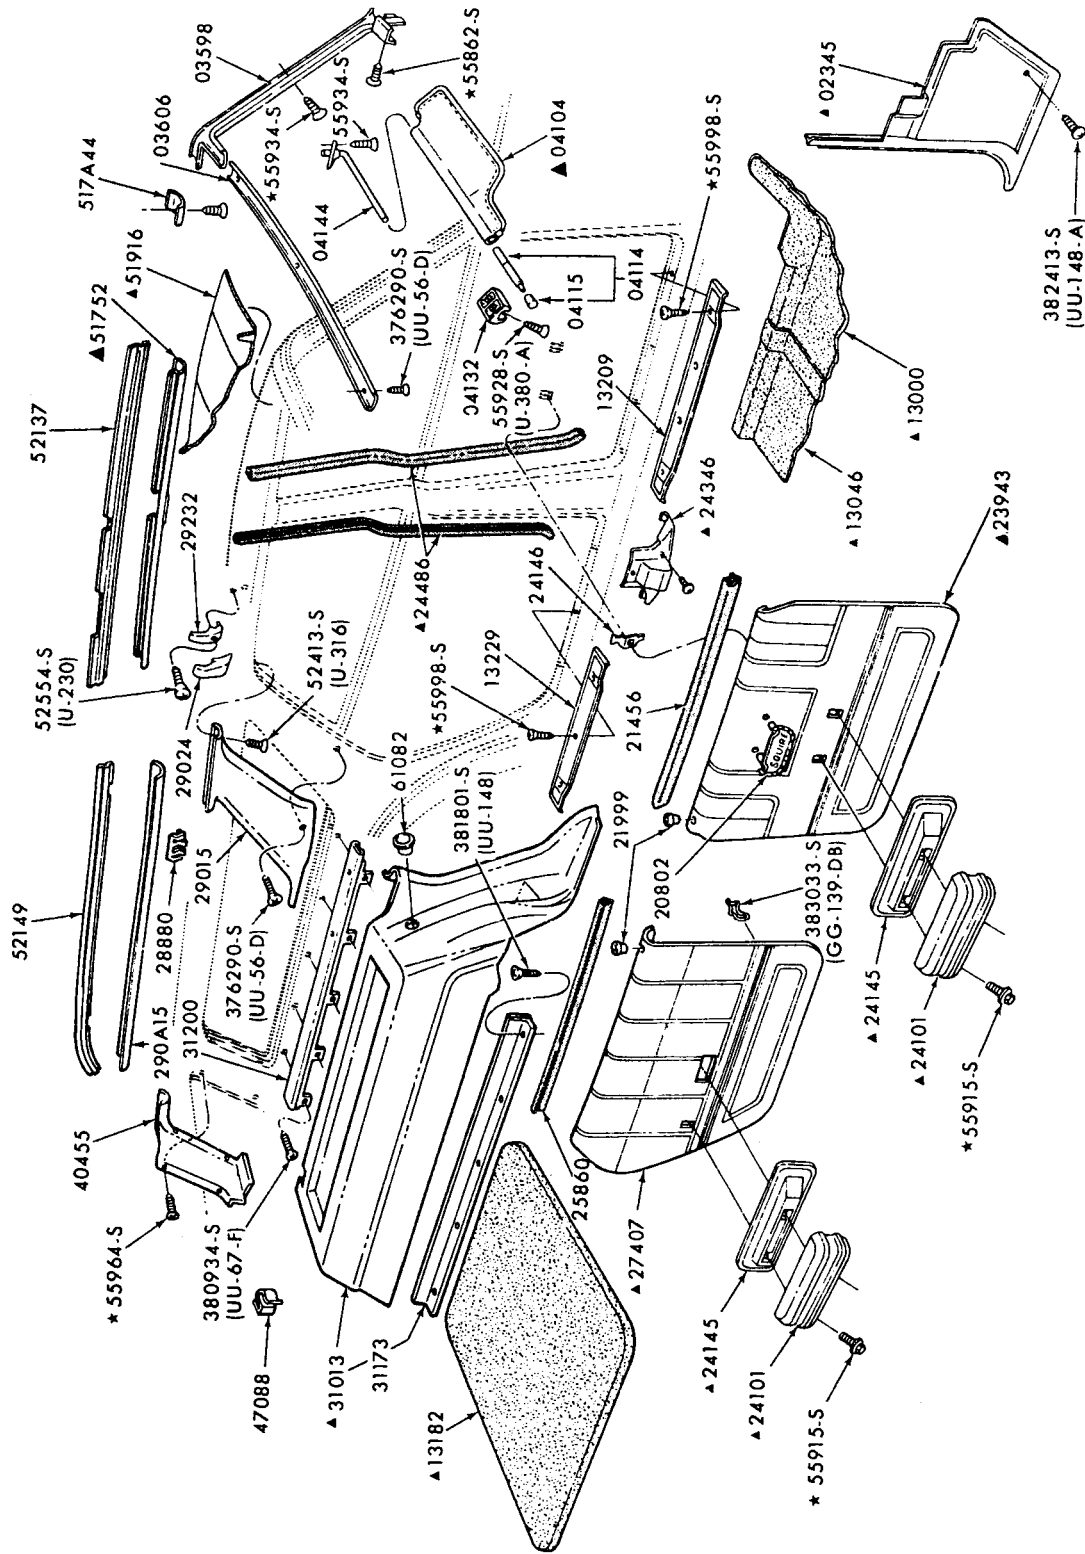 52137
▲51752
▲51916
517A44
03606
03598
★55862-S
★55934-S
★55934-S
04144
▲04104
376290-S
(UU-56-D)
04132
04115
04114
55928-S
(U-380-A)
★55998-S
▲02345
382413-S
(UU-148-A)
13209
▲24346
▲13000
▲13046
▲23943
52554-S
(U-230)
29232
29024
▲24486
52413-S
(U-316)
★55998-S
13229
24146
21456
61082
381801-S
(UU-148)
21999
20802
SQUIRE
383033-S
(GG-139-DB)
▲24145
▲24101
★55915-S
52149
28880
29015
290A15
376290-S
(UU-56-D)
31200
40455
★55964-S
380934-S
(UU-67-F)
47088
▲31013
31173
▲13182
25860
▲27407
▲24145
▲24101
★55915-S